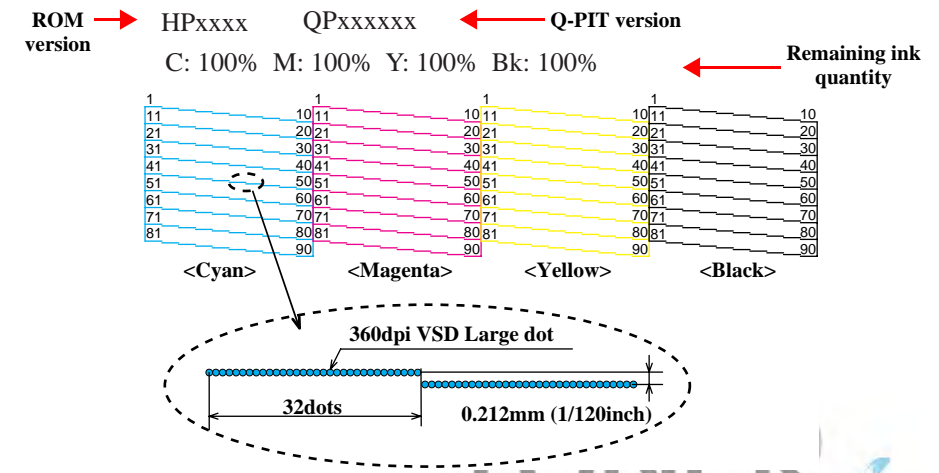 ROM version
HPxxxx
QPxxxxxx
Q-PIT version
C: 100% M: 100% Y: 100% Bk: 100%
Remaining ink quantity
1 1 1 1
11 10 11 10 11 10 11 10
21 20 21 20 21 20 21 20
31 30 31 30 31 30 31 30
41 40 41 40 41 40 41 40
51 50 51 50 51 50 51 50
61 60 61 60 61 60 61 60
71 70 71 70 71 70 71 70
81 80 81 80 81 80 81 80
90 90 90 90
<Cyan> <Magenta> <Yellow> <Black>
360dpi VSD Large dot
32dots
0.212mm (1/120inch)